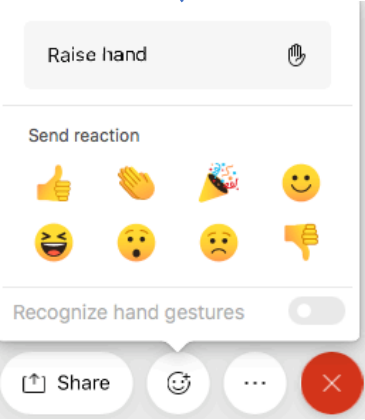 Raise hand
Send reaction
Recognize hand gestures
Share